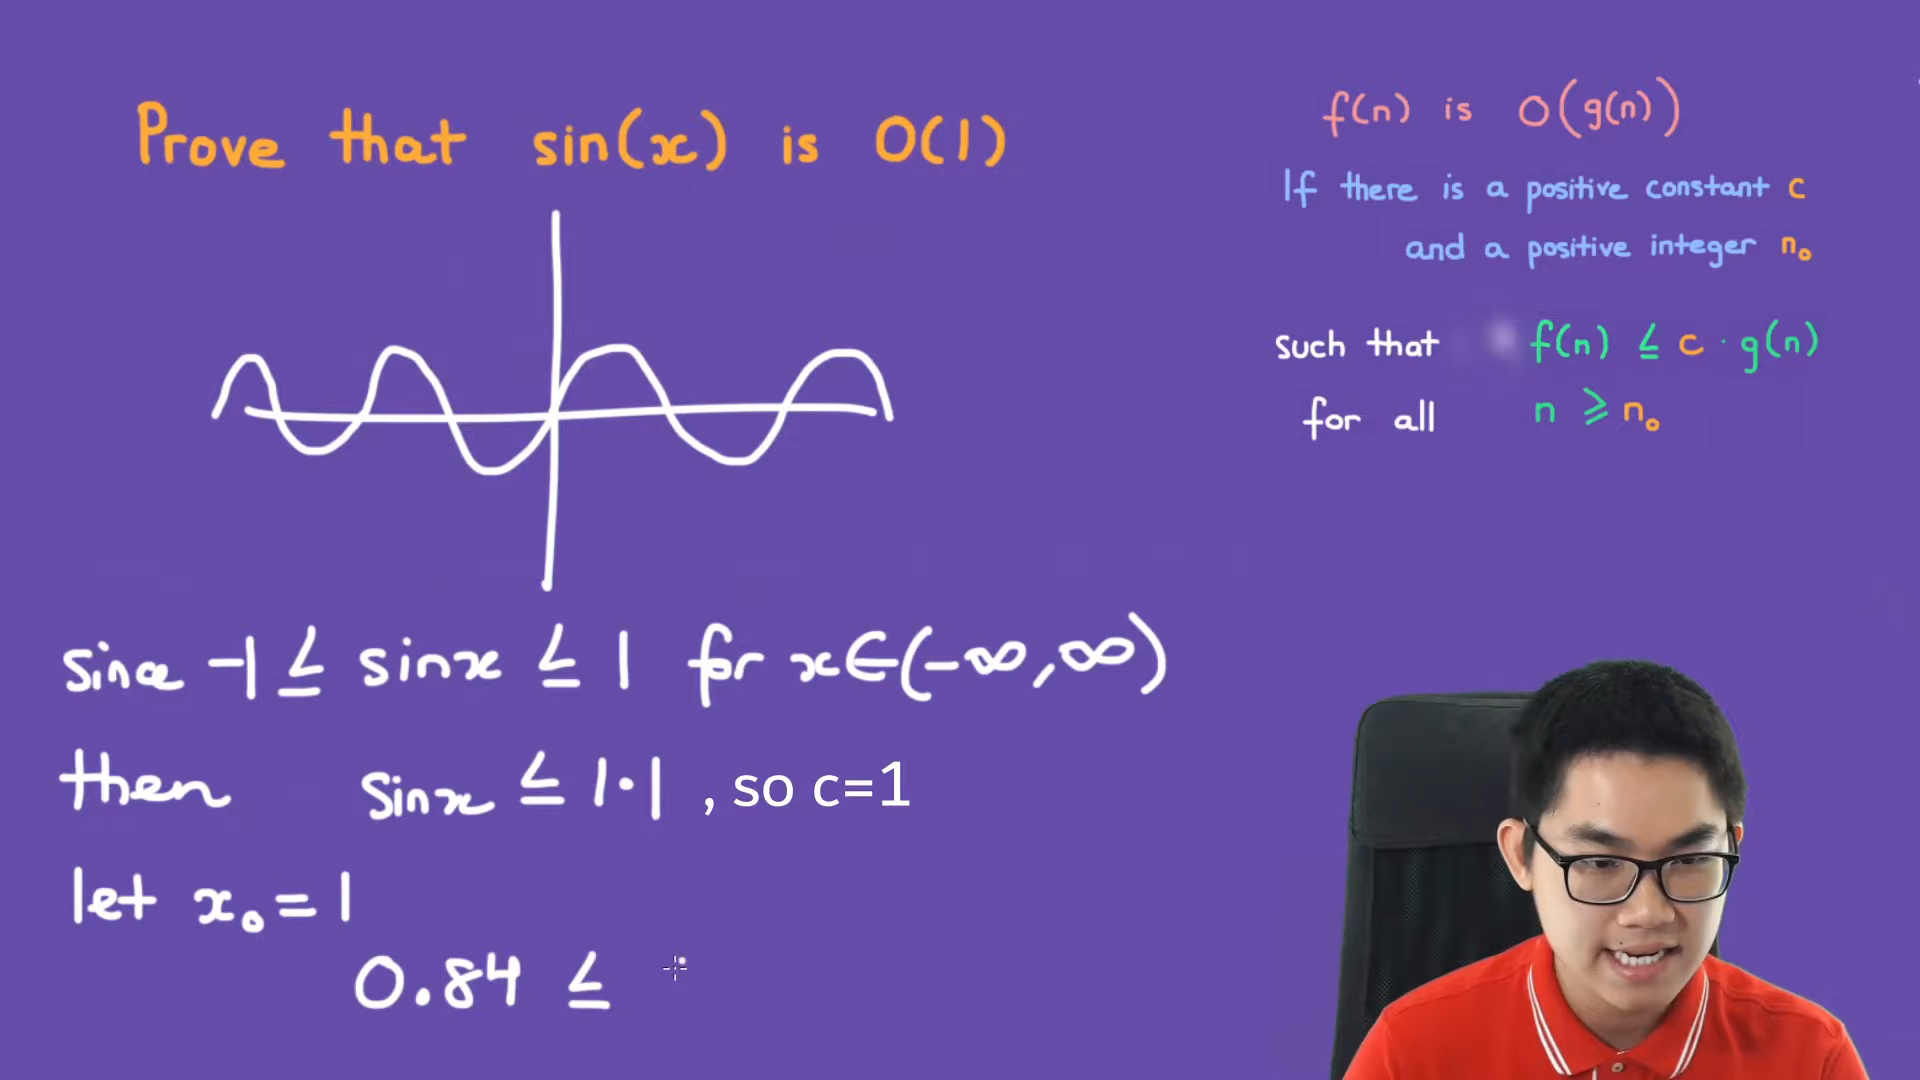 Prove that sin(x) is O(1)
f(n) is O(g(n))
If there is a positive constant c
and a positive integer n₀
such that f(n) ≤ c · g(n)
for all n ≥ n₀
since -1 ≤ sinx ≤ 1 for x∈(-∞,∞)
then sinx ≤ 1·1 , so c=1
let x₀=1
0.84 ≤